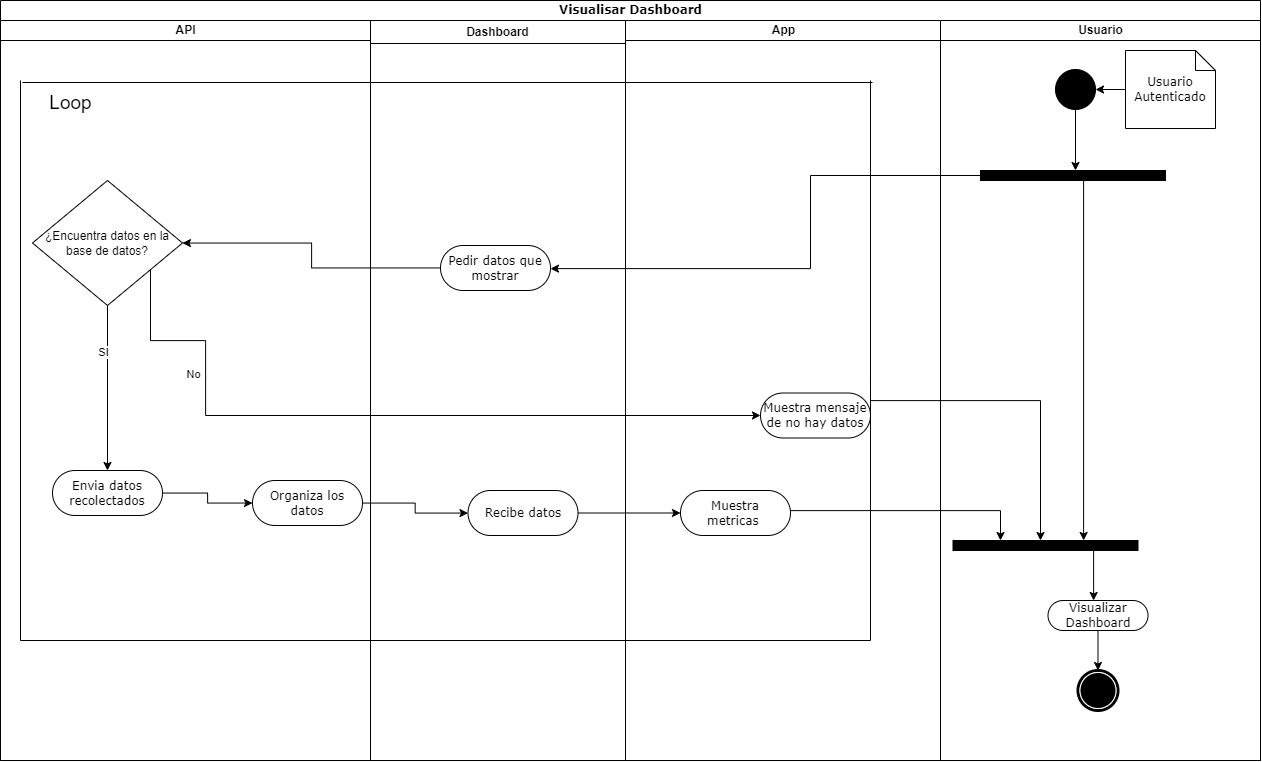 Visualisar Dashboard
API
Dashboard
App
Usuario
Usuario
Autenticado
Loop
¿Encuentra datos en la
base de datos?
Pedir datos que
mostrar
SI
No
Muestra mensaje
de no hay datos
Envia datos
recolectados
Organiza los
datos
Recibe datos
Muestra
metricas
Visualizar
Dashboard